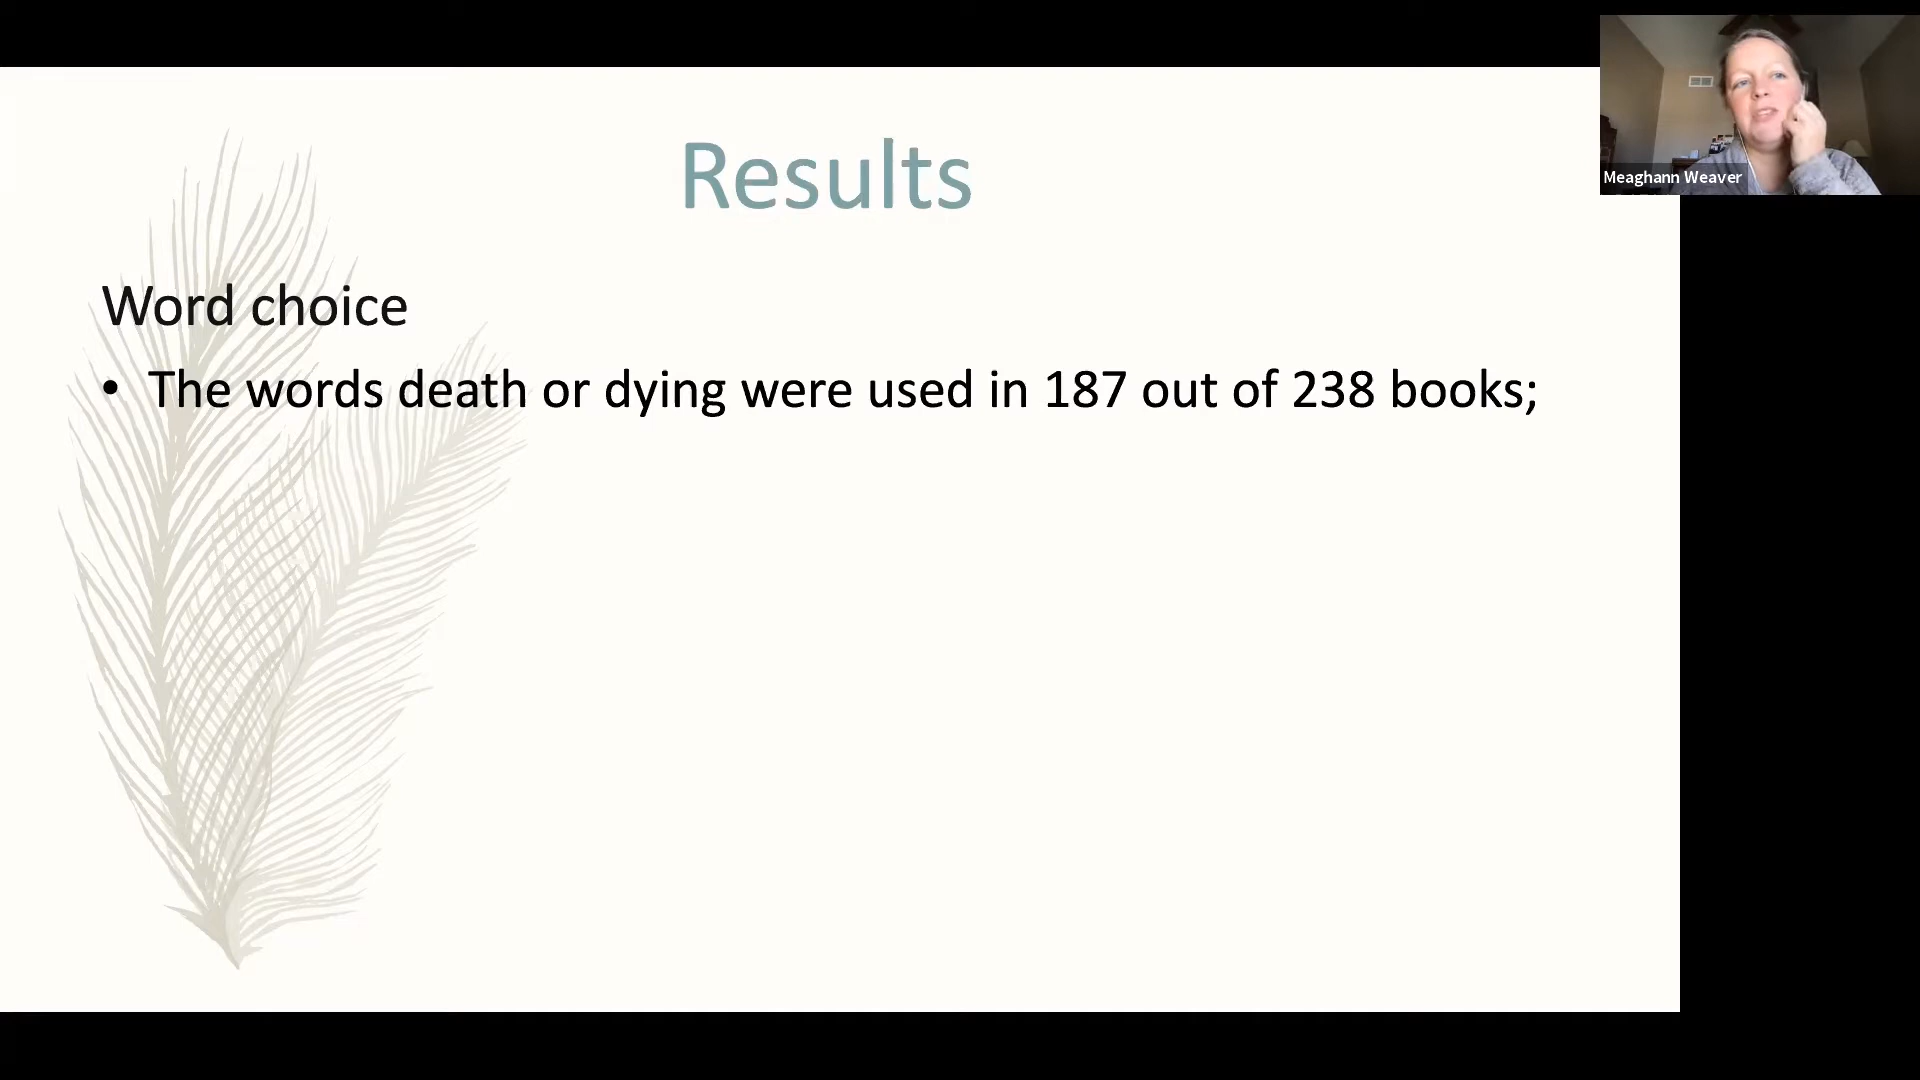 Results
Word choice
• The words death or dying were used in 187 out of 238 books;
Meaghann Weaver